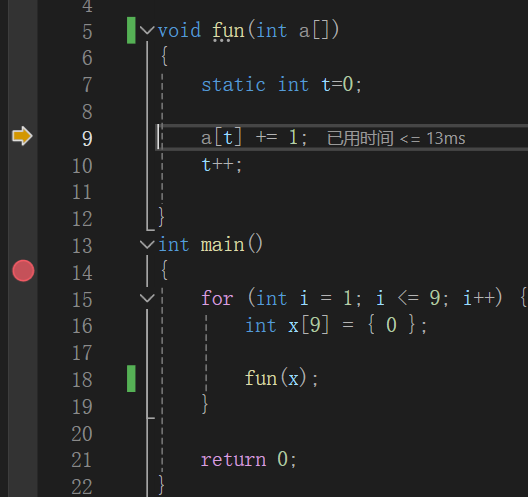 4
5 void fun(int a[])
6 {
7 static int t=0;
8
9 a[t] += 1; 已用时间 <= 13ms
10 t++;
11
12 }
13 int main()
14 {
15 for (int i = 1; i <= 9; i++) {
16 int x[9] = { 0 };
17
18 fun(x);
19 }
20
21 return 0;
22 }